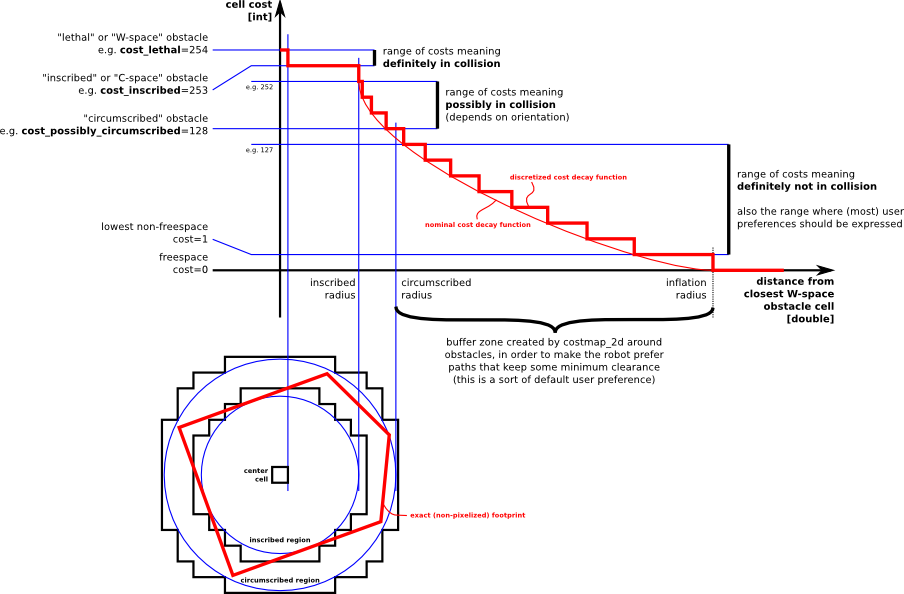 cell cost
[int]
"lethal" or "W-space" obstacle
e.g. cost_lethal=254
range of costs meaning
definitely in collision
"inscribed" or "C-space" obstacle
e.g. cost_inscribed=253
e.g. 252
range of costs meaning
possibly in collision
(depends on orientation)
"circumscribed" obstacle
e.g. cost_possibly_circumscribed=128
e.g. 127
discretized cost decay function
nominal cost decay function
range of costs meaning
definitely not in collision
also the range where (most) user
preferences should be expressed
lowest non-freespace
cost=1
freespace
cost=0
inscribed
radius
circumscribed
radius
inflation
radius
distance from
closest W-space
obstacle cell
[double]
buffer zone created by costmap_2d around
obstacles, in order to make the robot prefer
paths that keep some minimum clearance
(this is a sort of default user preference)
center
cell
exact (non-pixelized) footprint
inscribed region
circumscribed region